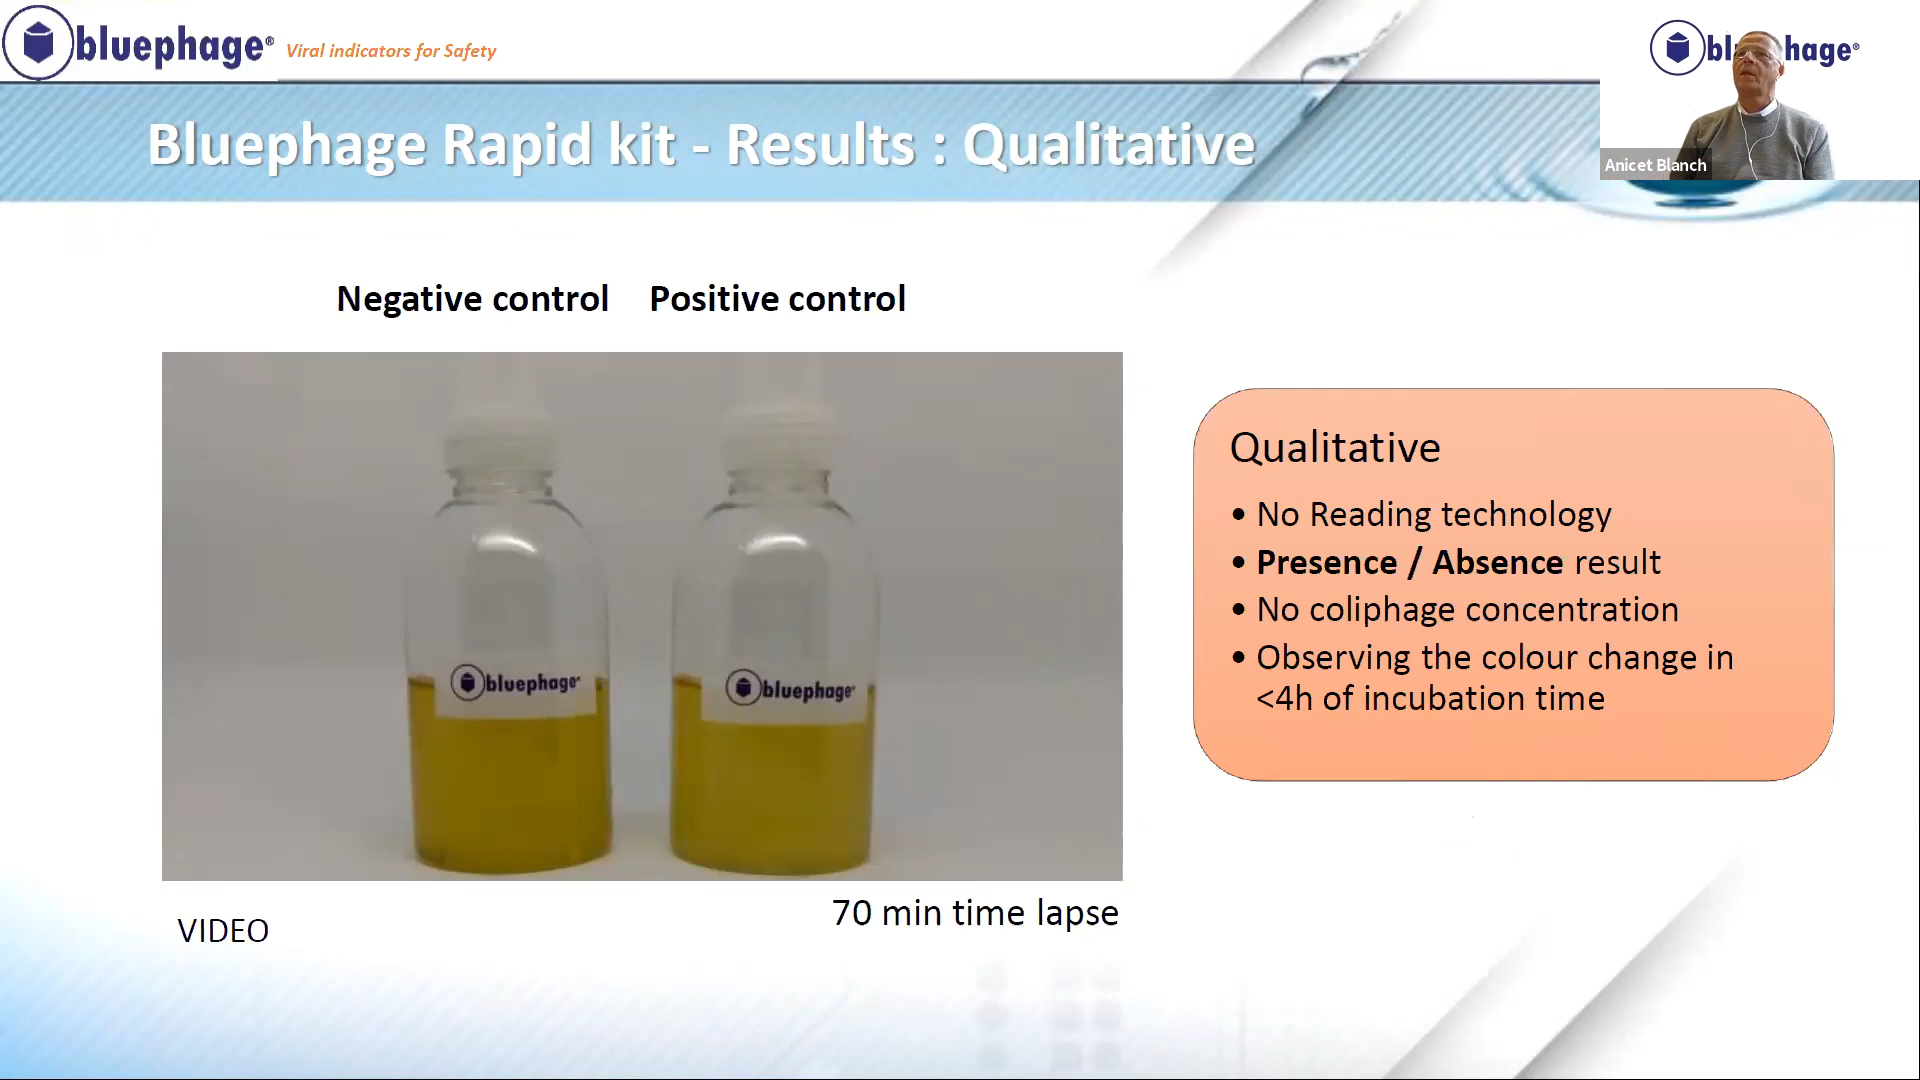 bluephage® Viral indicators for Safety
bl hage®
Anicet Blanch
Bluephage Rapid kit - Results : Qualitative
Negative control Positive control
bluephage®
bluephage®
Qualitative
• No Reading technology
• Presence / Absence result
• No coliphage concentration
• Observing the colour change in
<4h of incubation time
VIDEO
70 min time lapse